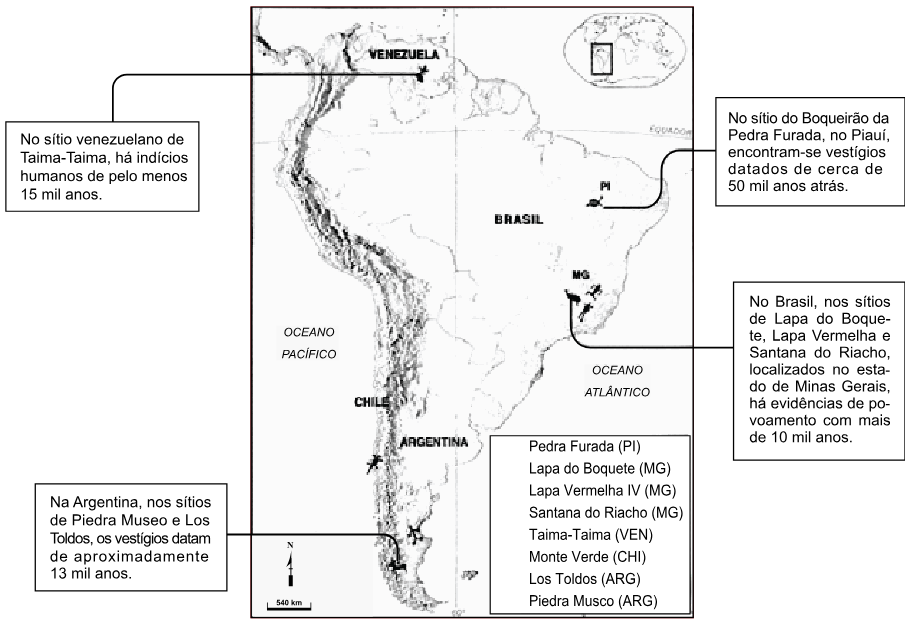 VENEZUELA
No sítio venezuelano de
Taima-Taima, há indícios
humanos de pelo menos
15 mil anos.
No sítio do Boqueirão da
Pedra Furada, no Piauí,
encontram-se vestígios
datados de cerca de
50 mil anos atrás.
EQUADOR
PI
BRASIL
MG
No Brasil, nos sítios
de Lapa do Boque-
te, Lapa Vermelha e
Santana do Riacho,
localizados no esta-
do de Minas Gerais,
há evidências de po-
voamento com mais
de 10 mil anos.
OCEANO
PACÍFICO
OCEANO
ATLÂNTICO
CHILE
ARGENTINA
Pedra Furada (PI)
Lapa do Boquete (MG)
Lapa Vermelha IV (MG)
Santana do Riacho (MG)
Taima-Taima (VEN)
Monte Verde (CHI)
Los Toldos (ARG)
Piedra Musco (ARG)
Na Argentina, nos sítios
de Piedra Museo e Los
Toldos, os vestígios datam
de aproximadamente
13 mil anos.
N
540 km